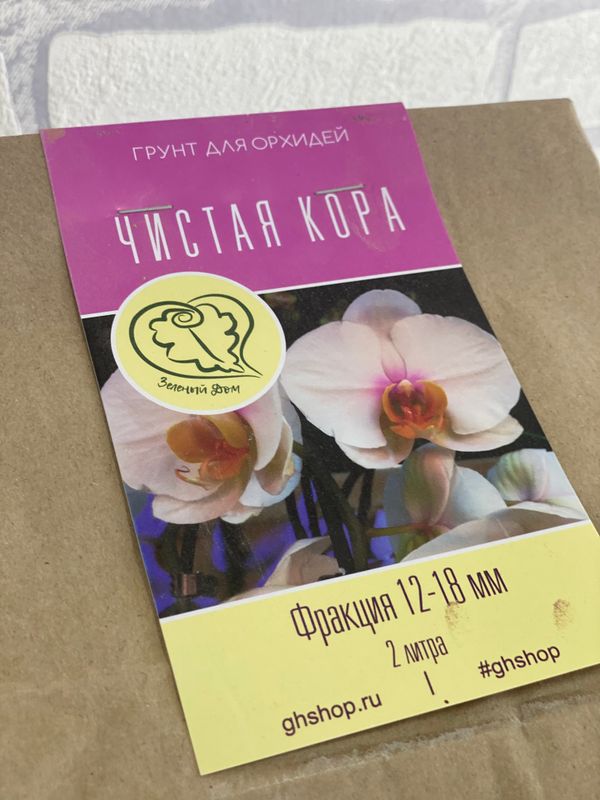 ГРУНТ ДЛЯ ОРХИДЕЙ
ЧИСТАЯ КОРА
Зеленый Дом
Фракция 12-18 мм
2 литра
ghshop.ru
#ghshop